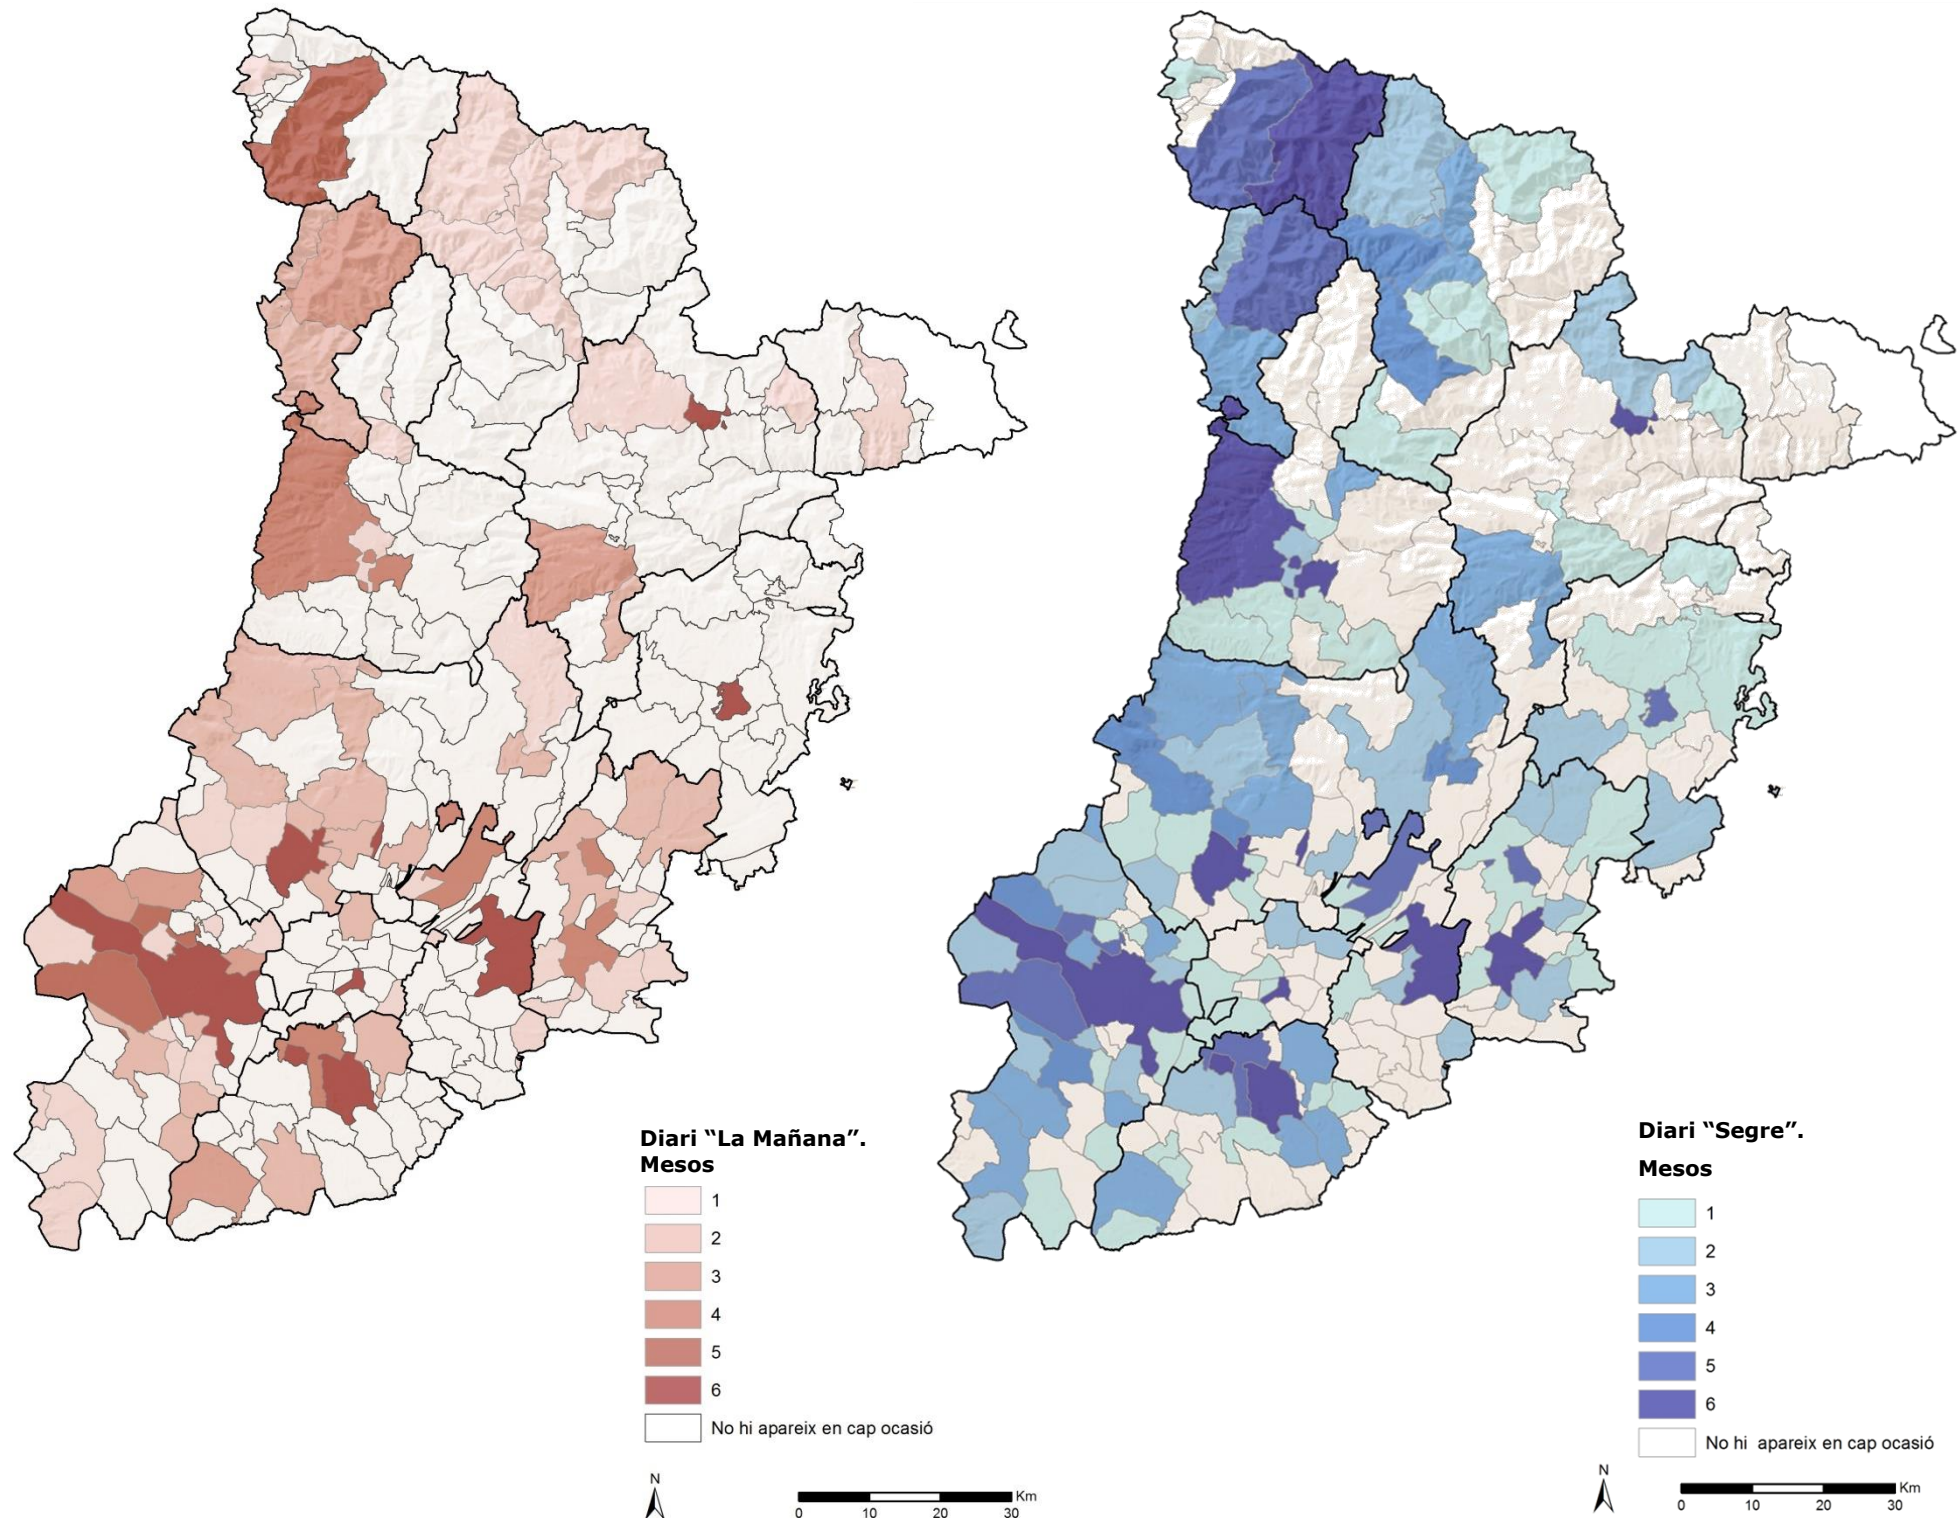 Diari “La Mañana”.
Mesos
1
2
3
4
5
6
No hi apareix en cap ocasió
N
0 10 20 30 Km
Diari “Segre”.
Mesos
1
2
3
4
5
6
No hi apareix en cap ocasió
N
0 10 20 30 Km